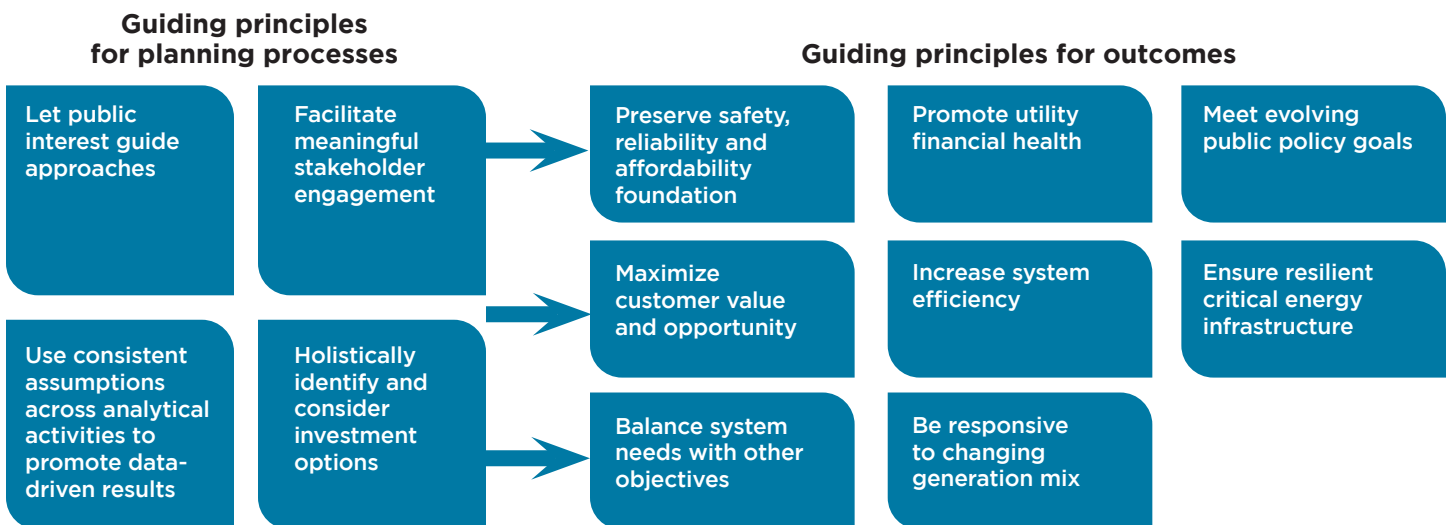 Guiding principles
for planning processes
Let public
interest guide
approaches
Facilitate
meaningful
stakeholder
engagement
Use consistent
assumptions
across analytical
activities to
promote data-
driven results
Holistically
identify and
consider
investment
options
Guiding principles for outcomes
Preserve safety,
reliability and
affordability
foundation
Promote utility
financial health
Meet evolving
public policy goals
Maximize
customer value
and opportunity
Increase system
efficiency
Ensure resilient
critical energy
infrastructure
Balance system
needs with other
objectives
Be responsive
to changing
generation mix